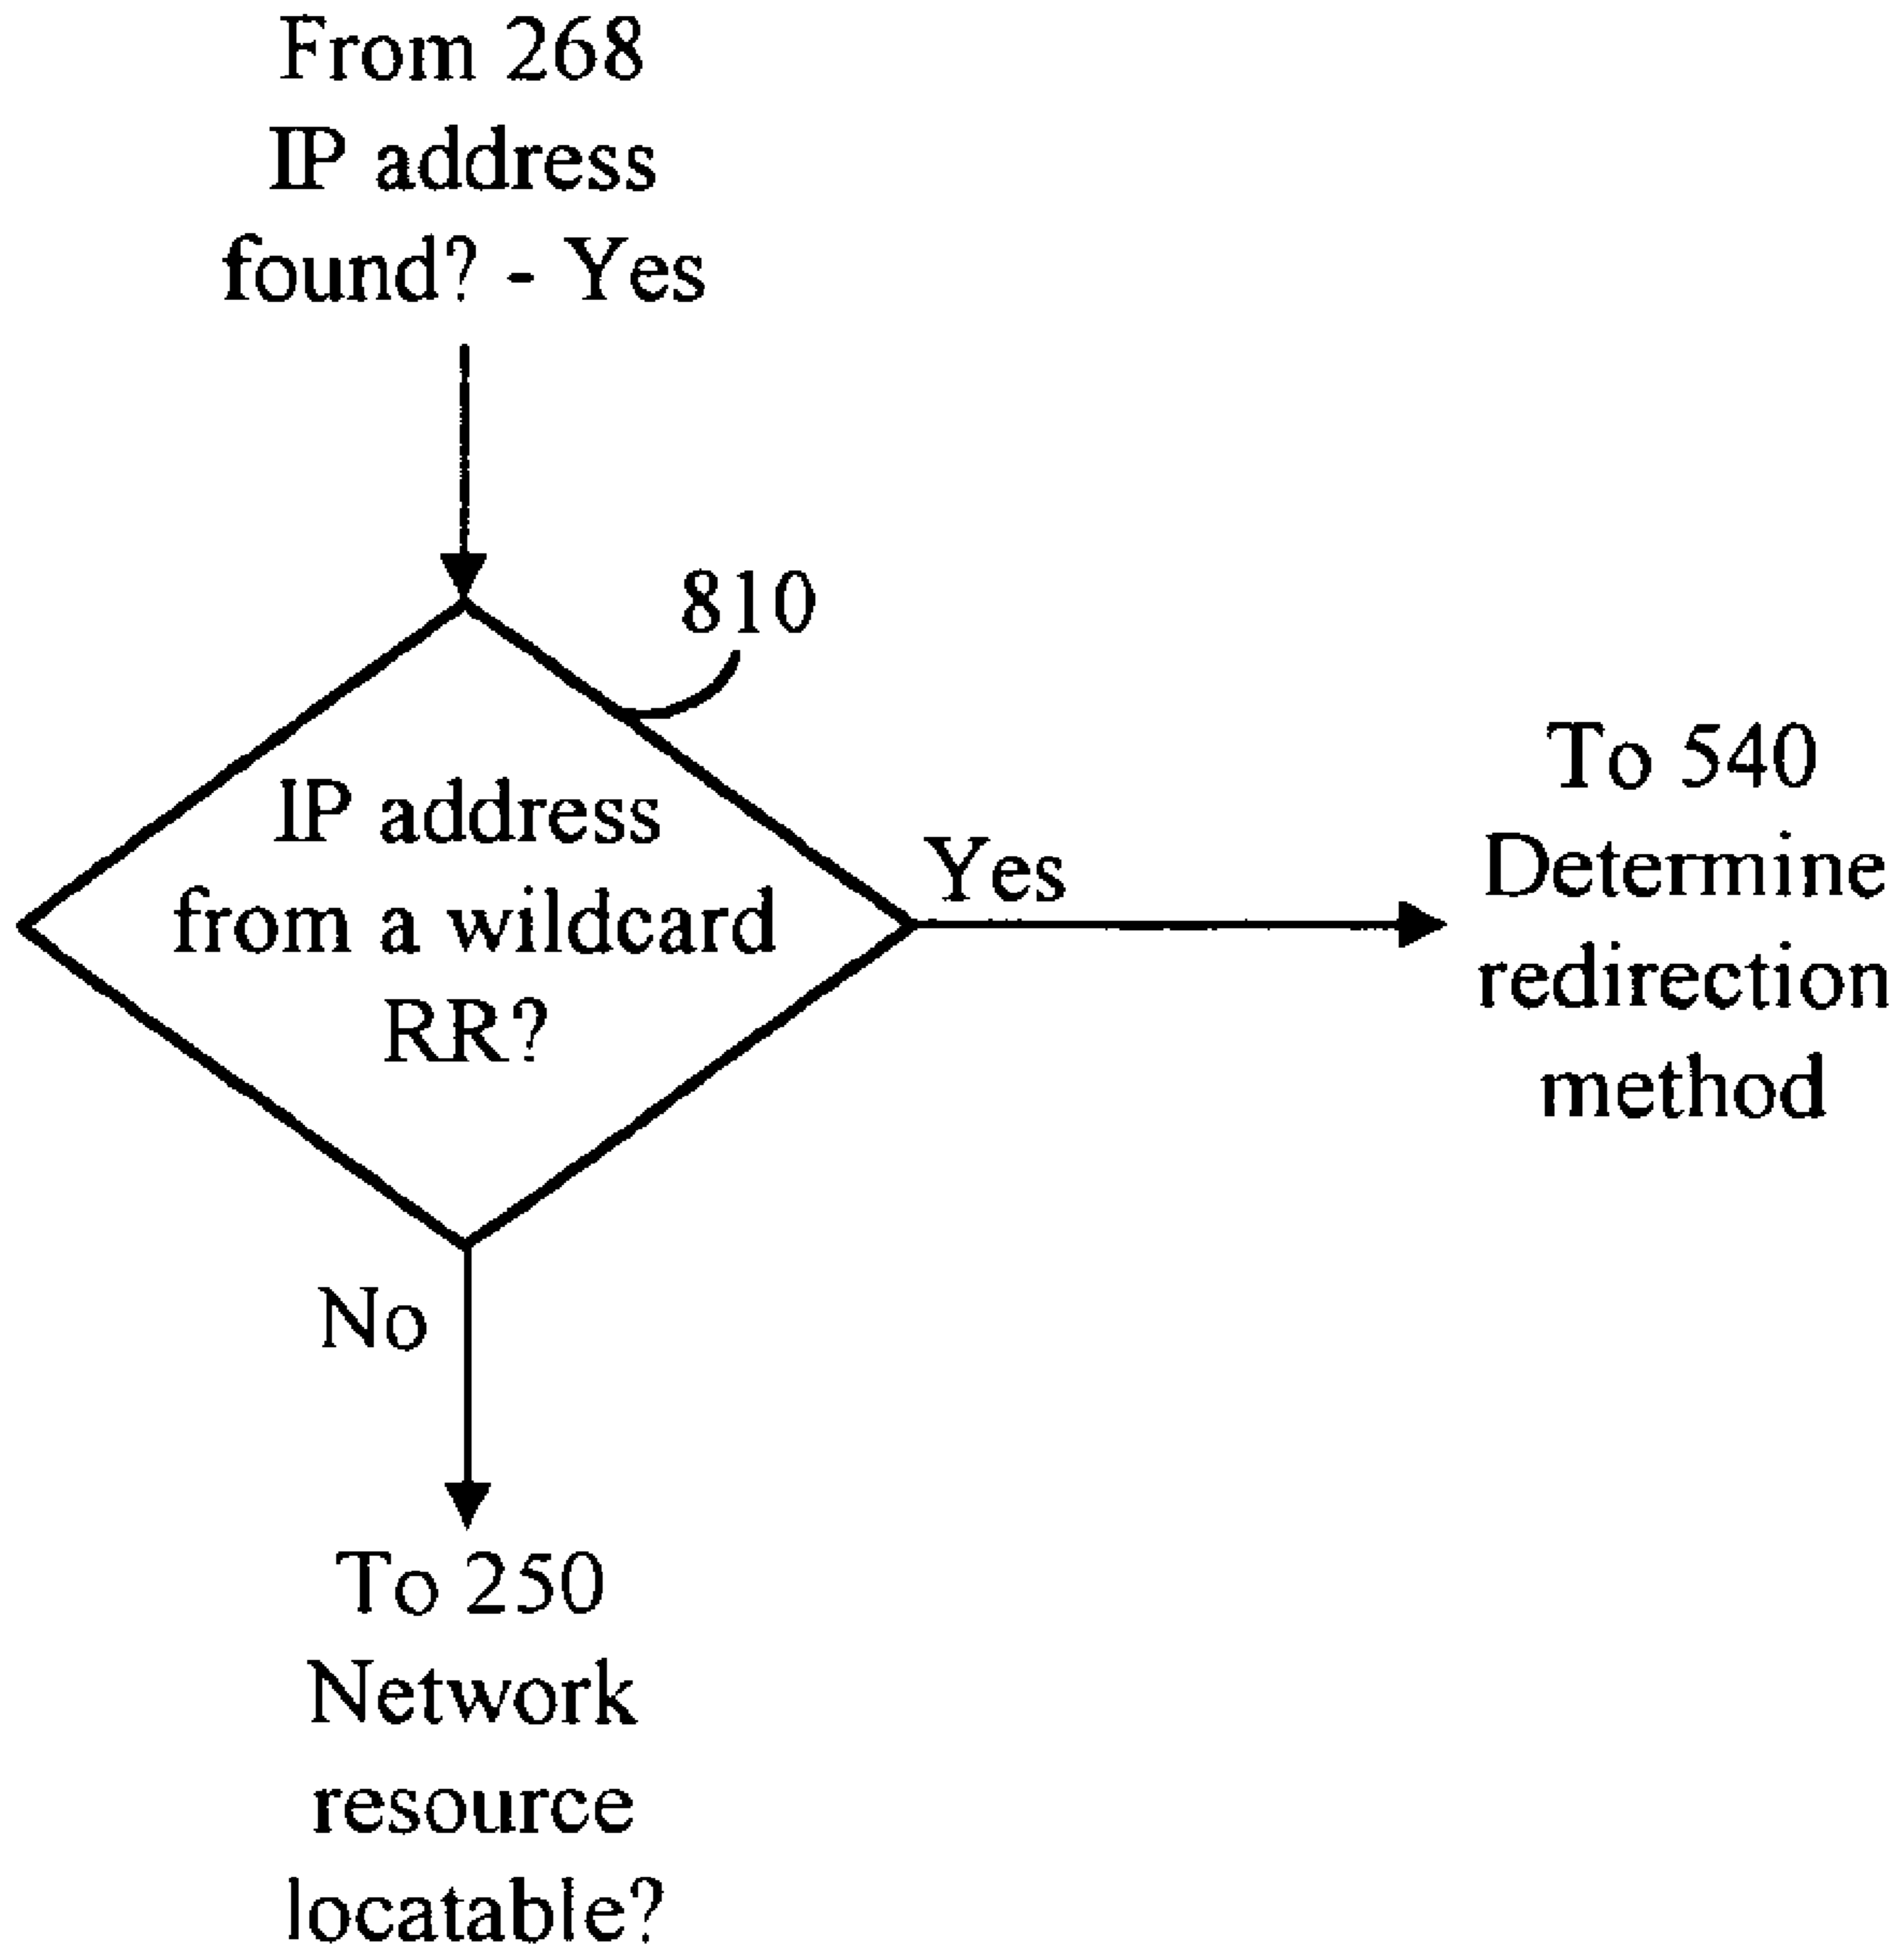 From 268
IP address
found? - Yes
810
IP address
from a wildcard
RR?
Yes
To 540
Determine
redirection
method
No
To 250
Network
resource
locatable?